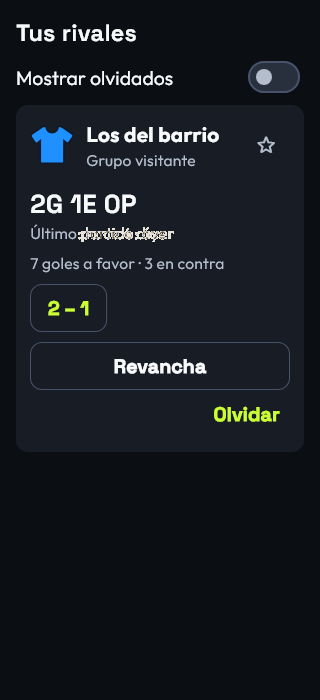 Tus rivales
Mostrar olvidados
Los del barrio
Grupo visitante
2G 1E 0P
Último
7 goles a favor · 3 en contra
2 – 1
Revancha
Olvidar